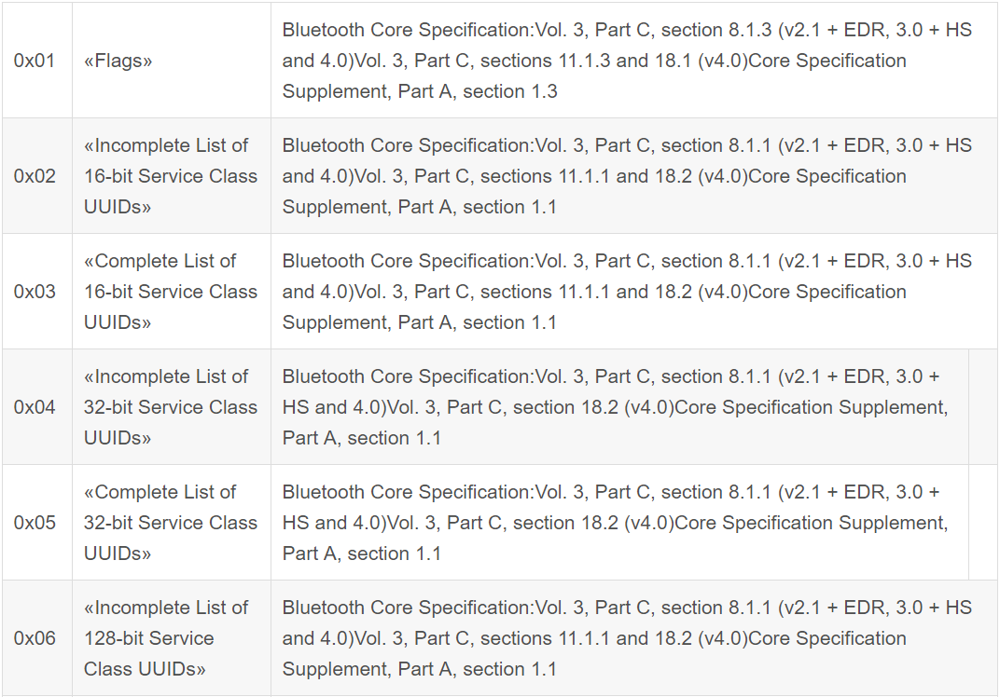 0x01
«Flags»
Bluetooth Core Specification:Vol. 3, Part C, section 8.1.3 (v2.1 + EDR, 3.0 + HS
and 4.0)Vol. 3, Part C, sections 11.1.3 and 18.1 (v4.0)Core Specification
Supplement, Part A, section 1.3
0x02
«Incomplete List of
16-bit Service Class
UUIDs»
Bluetooth Core Specification:Vol. 3, Part C, section 8.1.1 (v2.1 + EDR, 3.0 + HS
and 4.0)Vol. 3, Part C, sections 11.1.1 and 18.2 (v4.0)Core Specification
Supplement, Part A, section 1.1
0x03
«Complete List of
16-bit Service Class
UUIDs»
Bluetooth Core Specification:Vol. 3, Part C, section 8.1.1 (v2.1 + EDR, 3.0 + HS
and 4.0)Vol. 3, Part C, sections 11.1.1 and 18.2 (v4.0)Core Specification
Supplement, Part A, section 1.1
0x04
«Incomplete List of
32-bit Service Class
UUIDs»
Bluetooth Core Specification:Vol. 3, Part C, section 8.1.1 (v2.1 + EDR, 3.0 +
HS and 4.0)Vol. 3, Part C, section 18.2 (v4.0)Core Specification Supplement,
Part A, section 1.1
0x05
«Complete List of
32-bit Service Class
UUIDs»
Bluetooth Core Specification:Vol. 3, Part C, section 8.1.1 (v2.1 + EDR, 3.0 +
HS and 4.0)Vol. 3, Part C, section 18.2 (v4.0)Core Specification Supplement,
Part A, section 1.1
0x06
«Incomplete List of
128-bit Service
Class UUIDs»
Bluetooth Core Specification:Vol. 3, Part C, section 8.1.1 (v2.1 + EDR, 3.0 + HS
and 4.0)Vol. 3, Part C, sections 11.1.1 and 18.2 (v4.0)Core Specification
Supplement, Part A, section 1.1